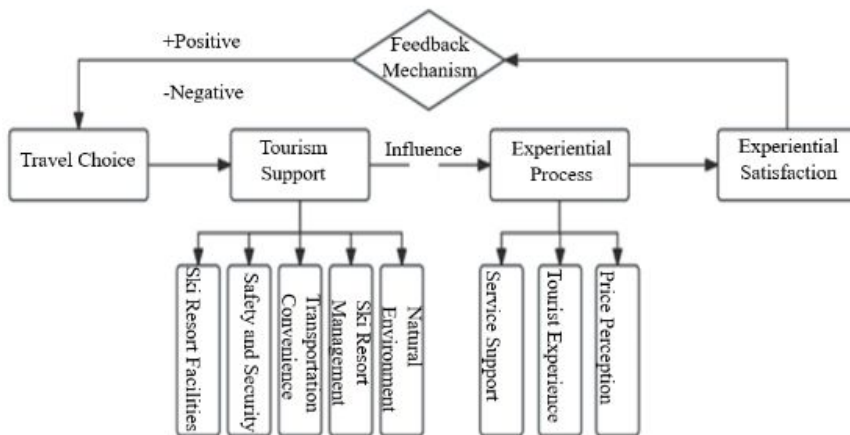 +Positive
Feedback
Mechanism
-Negative
Travel Choice
Tourism
Support
Influence
Experiential
Process
Experiential
Satisfaction
Ski Resort Facilities
Safety and Security
Transportation
Convenience
Ski Resort
Management
Natural
Environment
Service Support
Tourist Experience
Price Perception